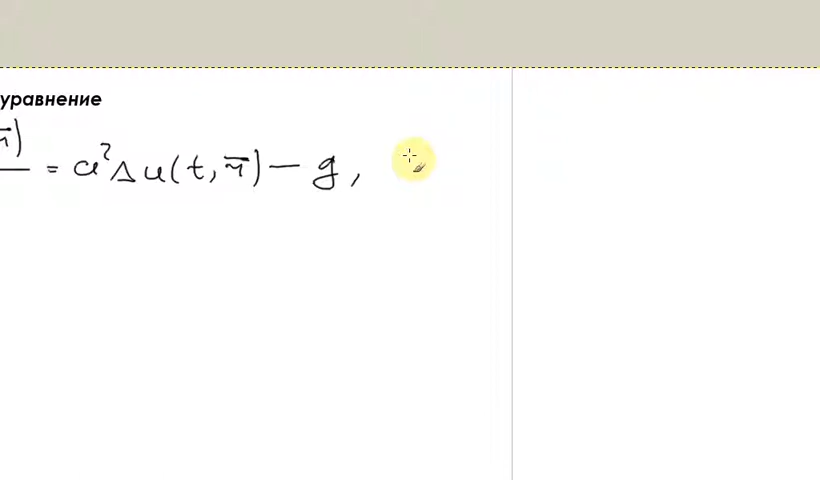 уравнение
r̄)
= a²Δu(t, r̄) − g,